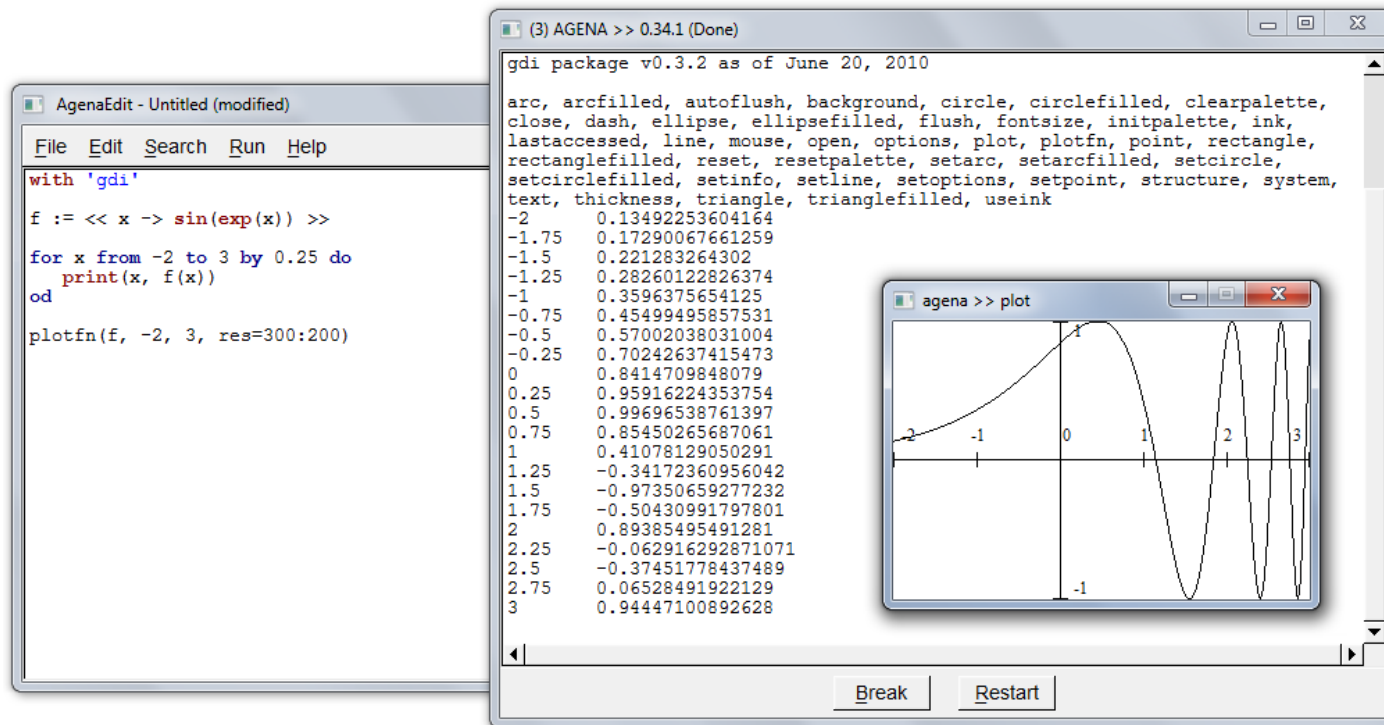 AgenaEdit - Untitled (modified)
File Edit Search Run Help
with 'gdi'
f := << x -> sin(exp(x)) >>
for x from -2 to 3 by 0.25 do
print(x, f(x))
od
plotfn(f, -2, 3, res=300:200)
(3) AGENA >> 0.34.1 (Done)
gdi package v0.3.2 as of June 20, 2010
arc, arcfilled, autoflush, background, circle, circlefilled, clearpalette,
close, dash, ellipse, ellipsefilled, flush, fontsize, initpalette, ink,
lastaccessed, line, mouse, open, options, plot, plotfn, point, rectangle,
rectanglefilled, reset, resetpalette, setarc, setarcfilled, setcircle,
setcirclefilled, setinfo, setline, setoptions, setpoint, structure, system,
text, thickness, triangle, trianglefilled, useink
-2 0.13492253604164
-1.75 0.17290067661259
-1.5 0.221283264302
-1.25 0.28260122826374
-1 0.3596375654125
-0.75 0.45499495857531
-0.5 0.57002038031004
-0.25 0.70242637415473
0 0.8414709848079
0.25 0.95916224353754
0.5 0.99696538761397
0.75 0.85450265687061
1 0.41078129050291
1.25 -0.34172360956042
1.5 -0.97350659277232
1.75 -0.50430991797801
2 0.89385495491281
2.25 -0.062916292871071
2.5 -0.37451778437489
2.75 0.06528491922129
3 0.94447100892628
agena >> plot
1
-2 -1 0 1 2 3
-1
Break Restart